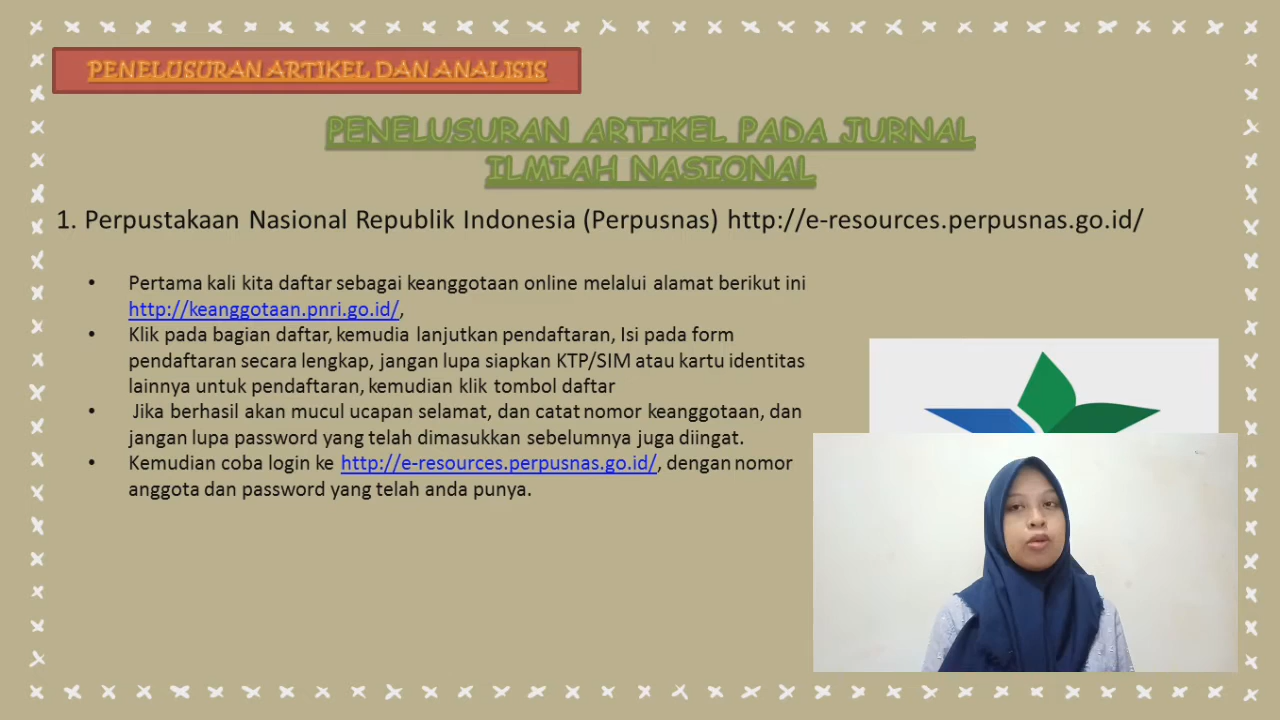 PENELUSURAN ARTIKEL DAN ANALISIS
PENELUSURAN ARTIKEL PADA JURNAL
ILMIAH NASIONAL
1. Perpustakaan Nasional Republik Indonesia (Perpusnas) http://e-resources.perpusnas.go.id/
• Pertama kali kita daftar sebagai keanggotaan online melalui alamat berikut ini
http://keanggotaan.pnri.go.id/,
• Klik pada bagian daftar, kemudia lanjutkan pendaftaran, Isi pada form
pendaftaran secara lengkap, jangan lupa siapkan KTP/SIM atau kartu identitas
lainnya untuk pendaftaran, kemudian klik tombol daftar
• Jika berhasil akan mucul ucapan selamat, dan catat nomor keanggotaan, dan
jangan lupa password yang telah dimasukkan sebelumnya juga diingat.
• Kemudian coba login ke http://e-resources.perpusnas.go.id/, dengan nomor
anggota dan password yang telah anda punya.